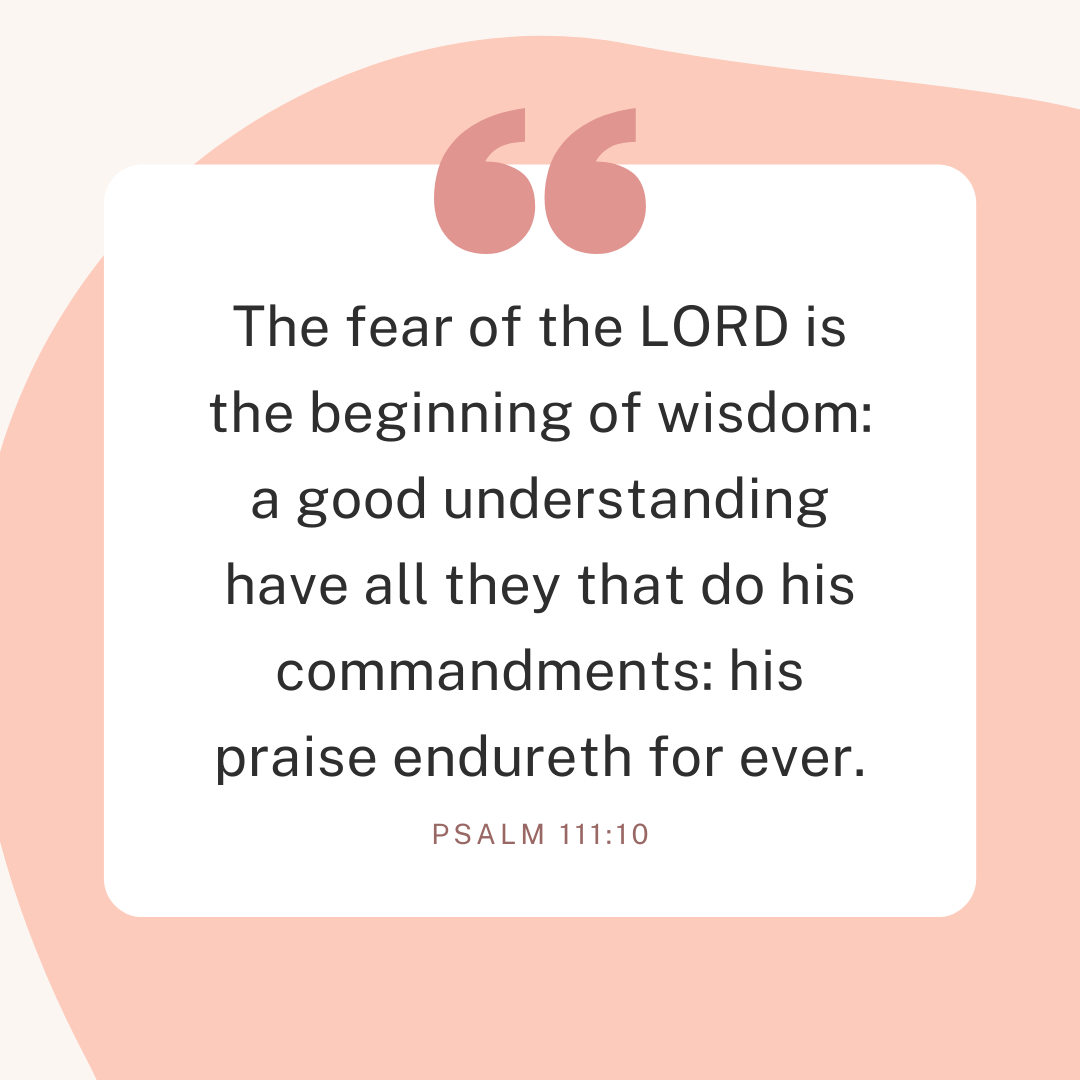 The fear of the LORD is
the beginning of wisdom:
a good understanding
have all they that do his
commandments: his
praise endureth for ever.
PSALM 111:10